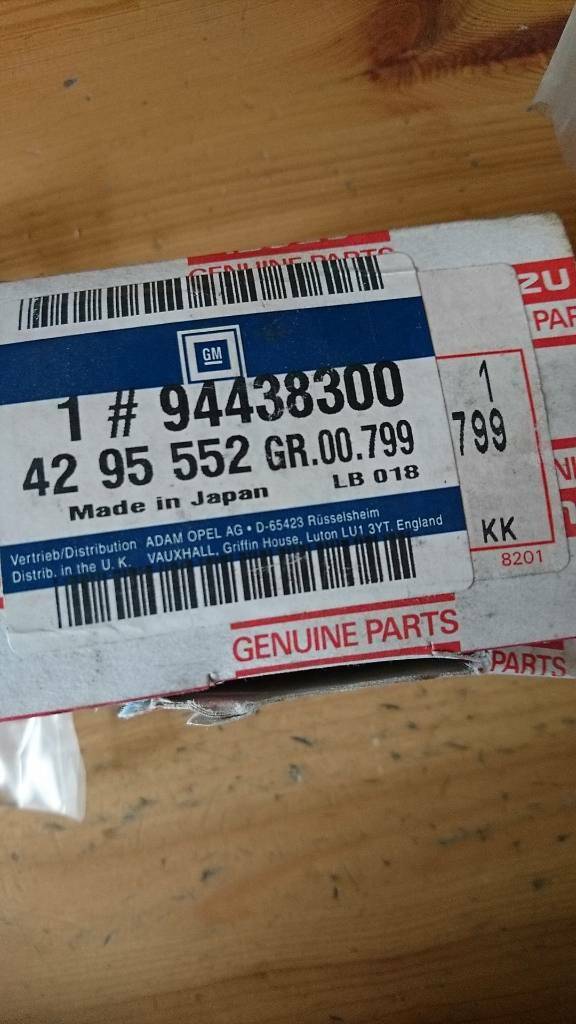 GENUINE PARTS
ZU
PAR
GM
1 # 94438300
1
42 95 552 GR.00.799
799
Made in Japan
LB 018
Vertrieb/Distribution ADAM OPEL AG • D-65423 Rüsselsheim
Distrib. in the U. K. VAUXHALL, Griffin House, Luton LU1 3YT. England
KK
8201
GENUINE PARTS
PARTS